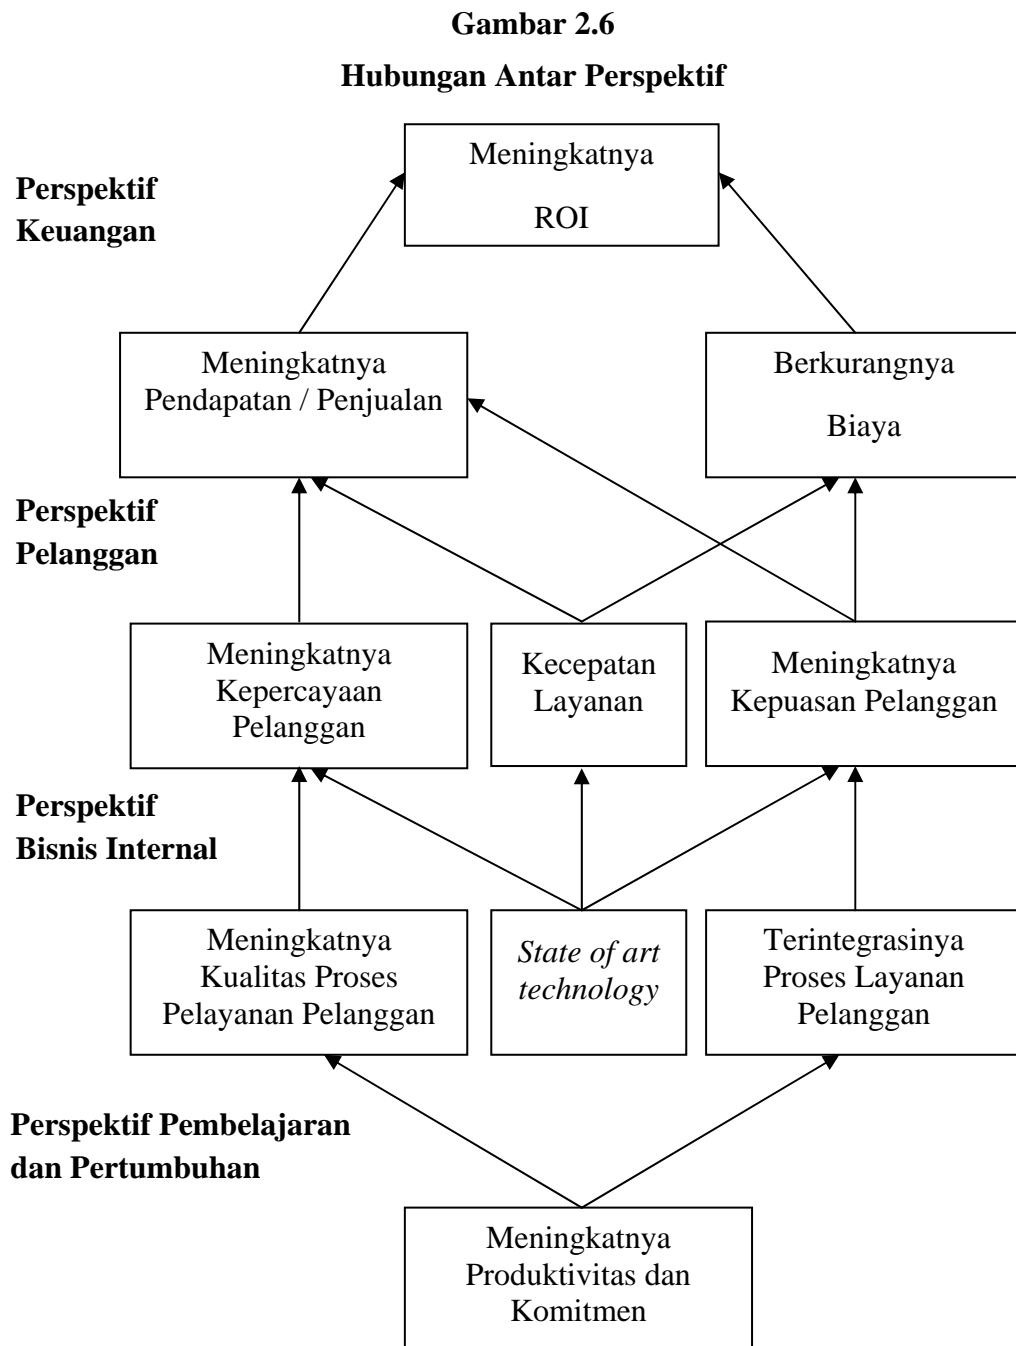 Gambar 2.6
Hubungan Antar Perspektif
Meningkatnya
ROI
Perspektif
Keuangan
Meningkatnya
Pendapatan / Penjualan
Berkurangnya
Biaya
Perspektif
Pelanggan
Meningkatnya
Kepercayaan
Pelanggan
Kecepatan
Layanan
Meningkatnya
Kepuasan Pelanggan
Perspektif
Bisnis Internal
Meningkatnya
Kualitas Proses
Pelayanan Pelanggan
State of art
technology
Terintegrasinya
Proses Layanan
Pelanggan
Perspektif Pembelajaran
dan Pertumbuhan
Meningkatnya
Produktivitas dan
Komitmen